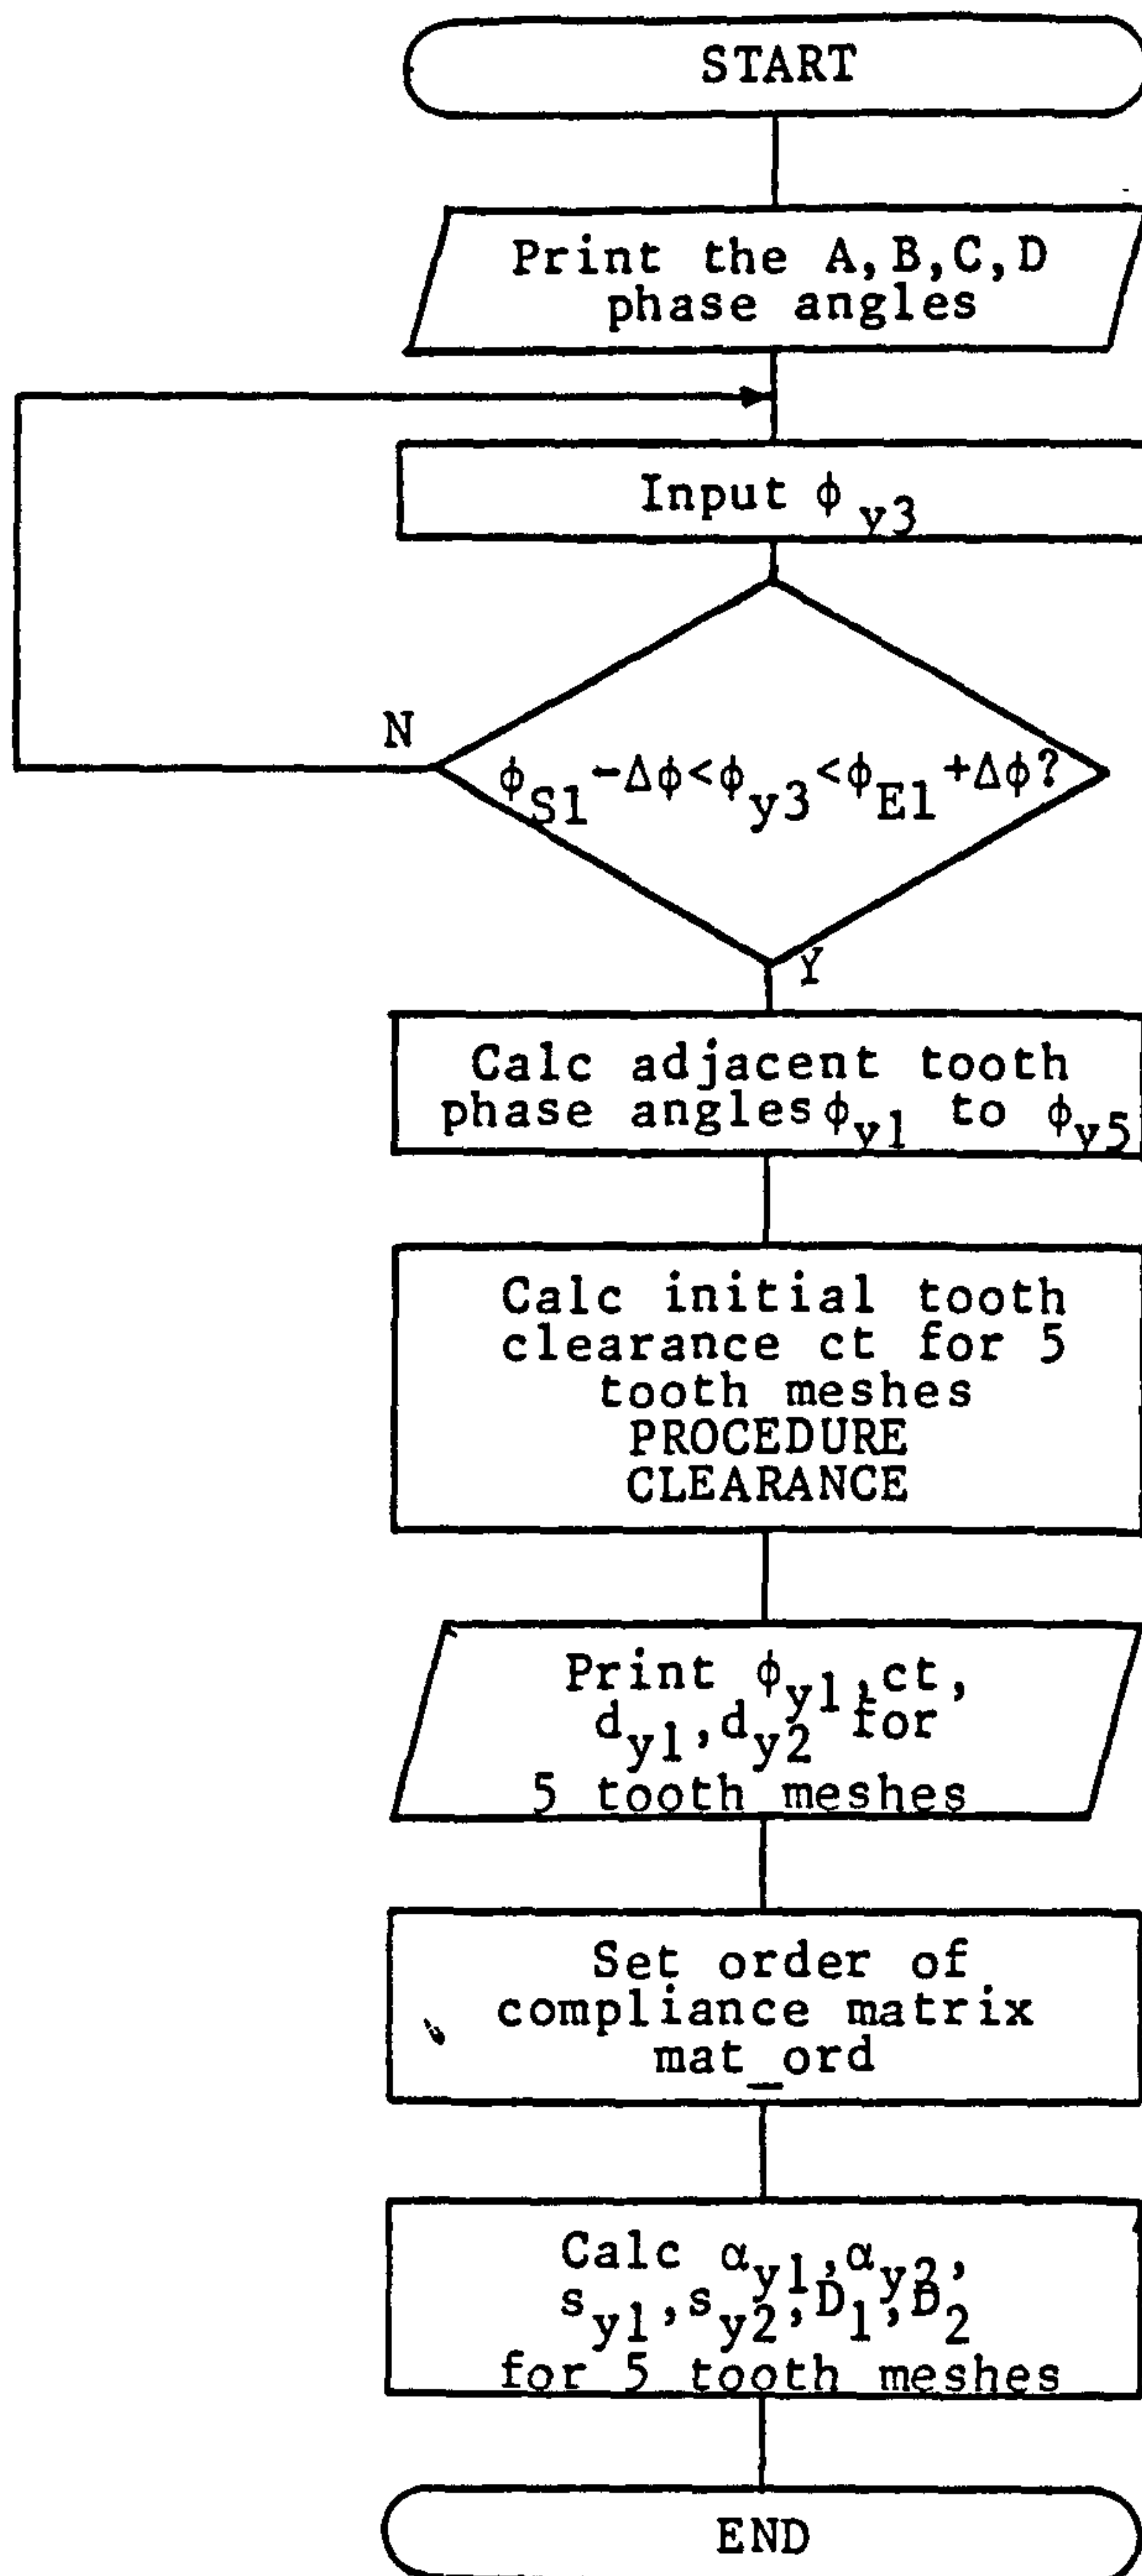 START
Print the A,B,C,D
phase angles
Input ϕy3
N
ϕS1 -Δϕ<ϕy3<ϕE1 +Δϕ?
Y
Calc adjacent tooth
phase angles ϕy1 to ϕy5
Calc initial tooth
clearance ct for 5
tooth meshes
PROCEDURE
CLEARANCE
Print ϕy1,ct,
dy1,dy2 for
5 tooth meshes
Set order of
compliance matrix
mat_ord
Calc αy1,αy2,
sy1,sy2,D1,D2
for 5 tooth meshes
END